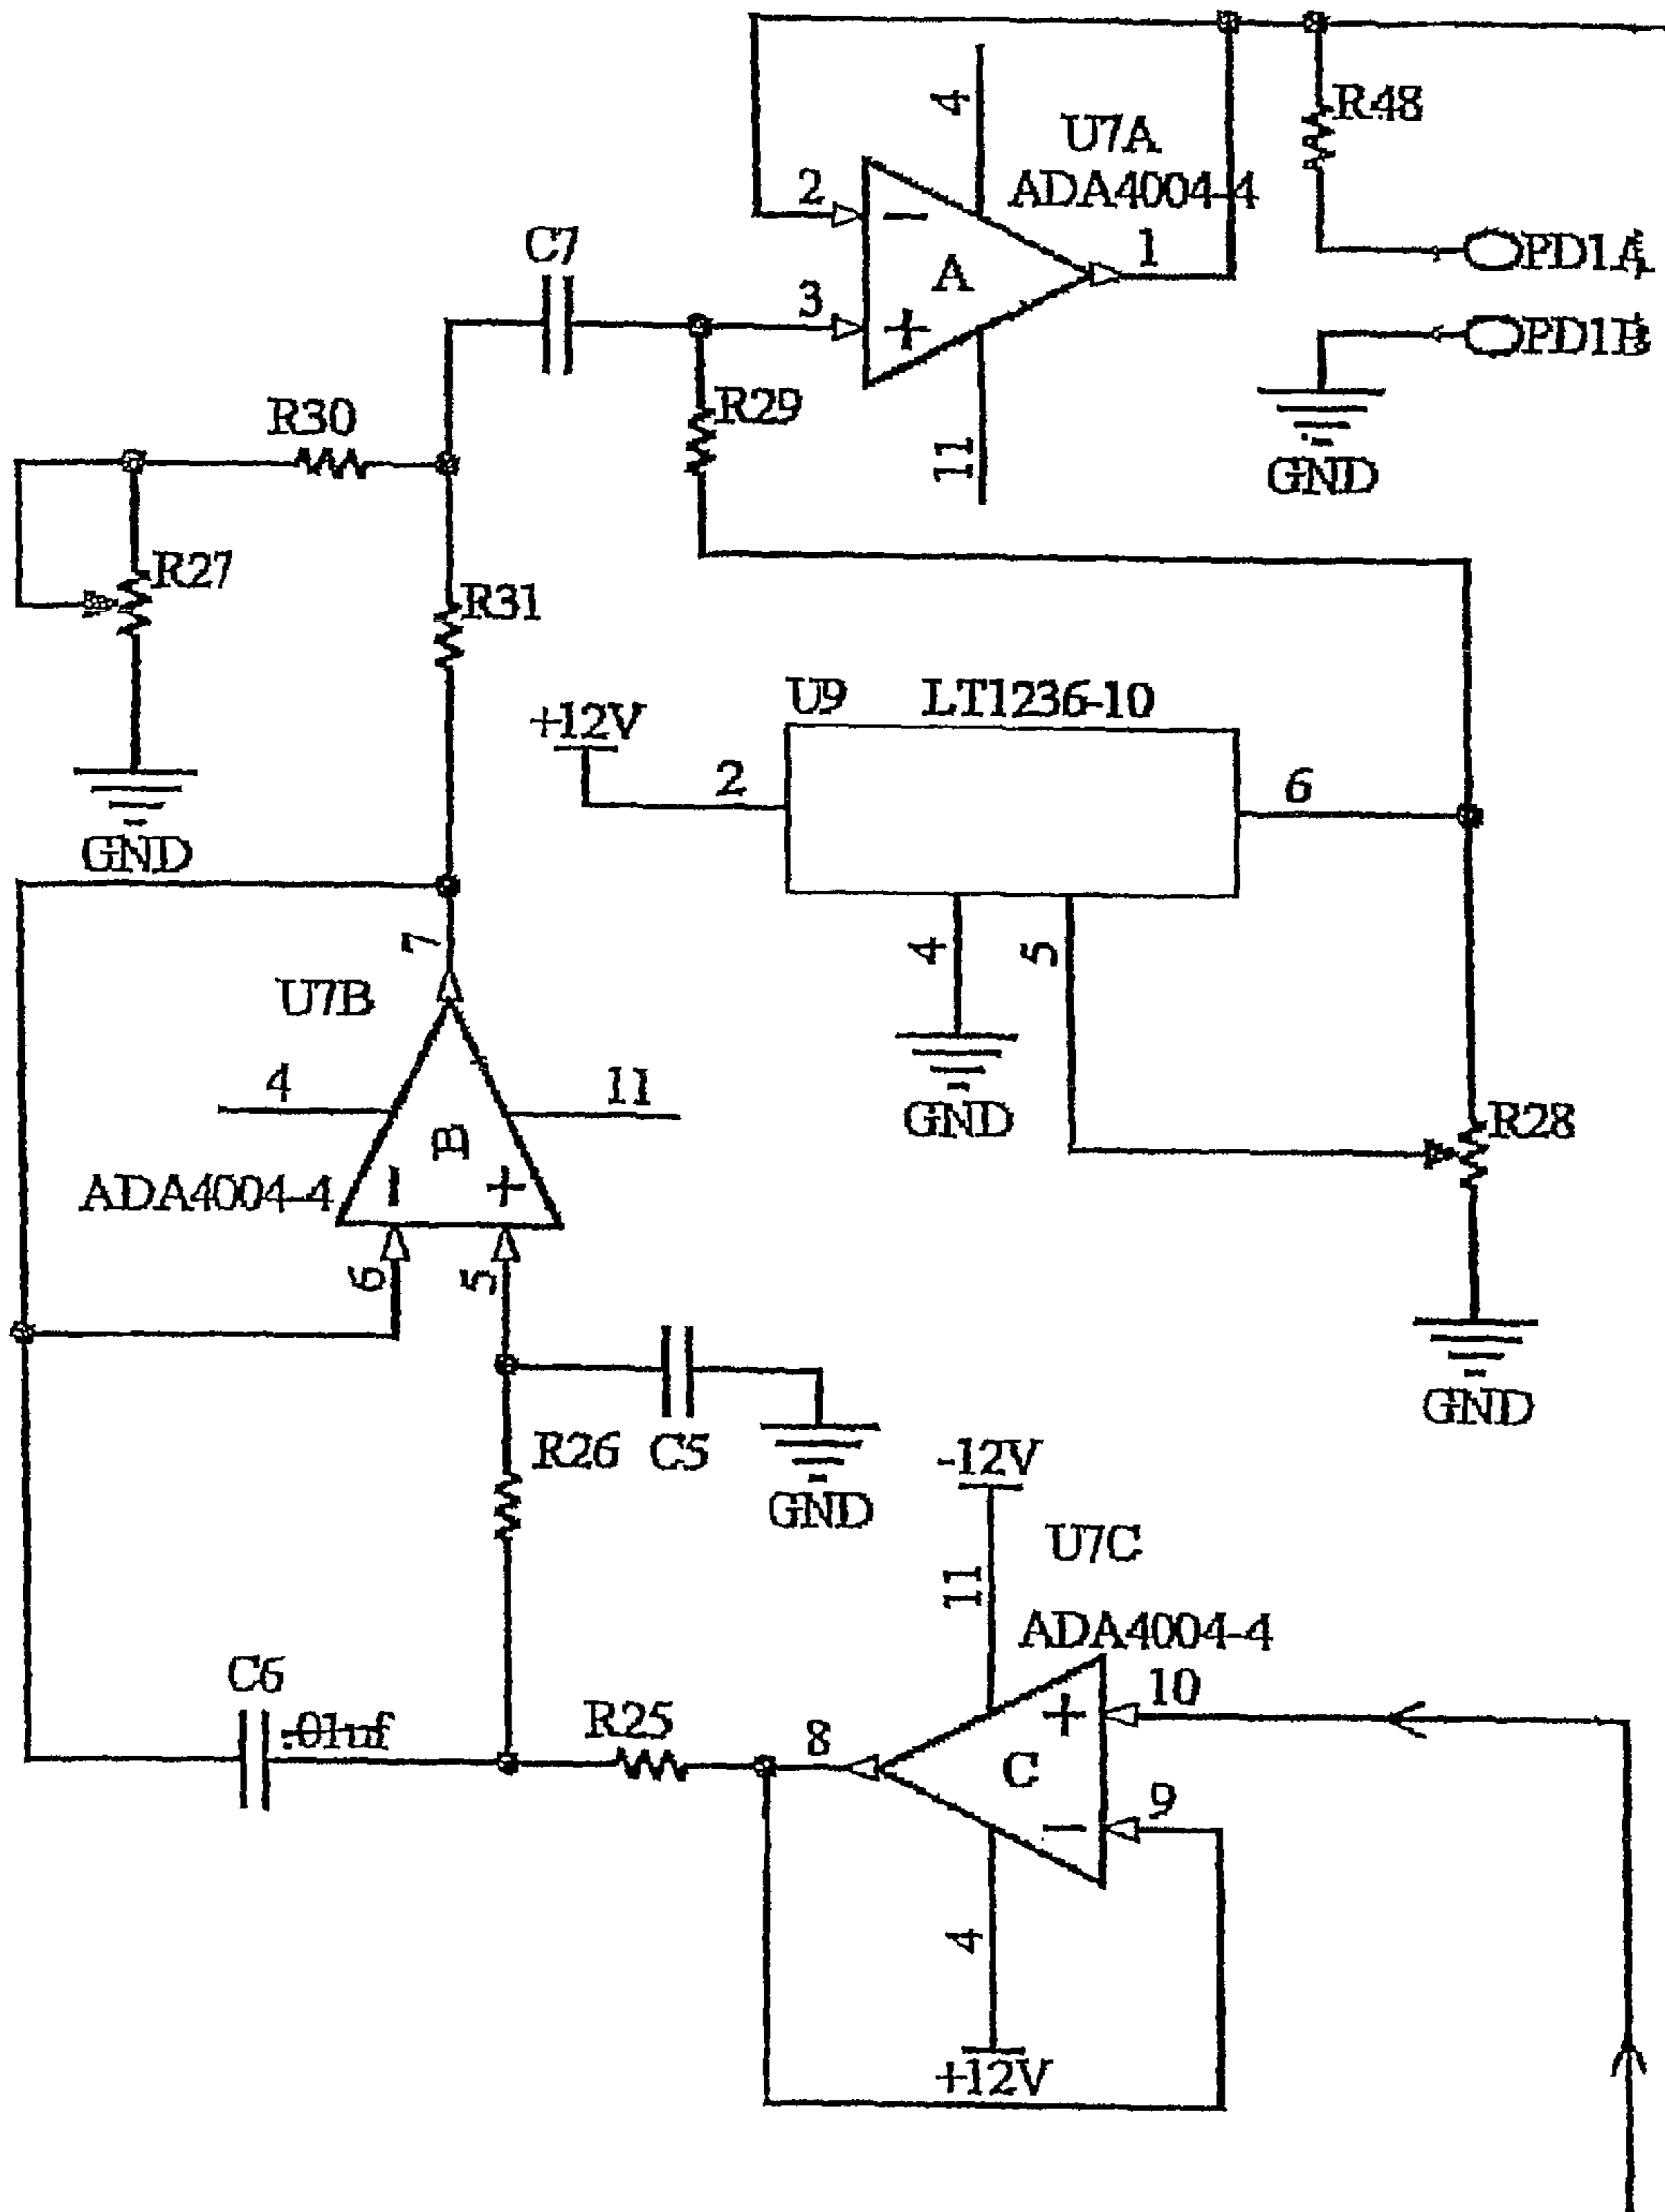 4
R48
U7A
ADA4004-4
2
C7
1
PD1A
A
3
PD1B
R29
R30
11
GND
R27
R31
U9 LT1236-10
+12V
2
6
GND
7
4
5
U7B
4
11
R28
GND
B
ADA4004-4
6
5
GND
R26
C5
-12V
GND
U7C
11
ADA4004-4
C6
10
.01uf
R25
8
C
9
4
+12V